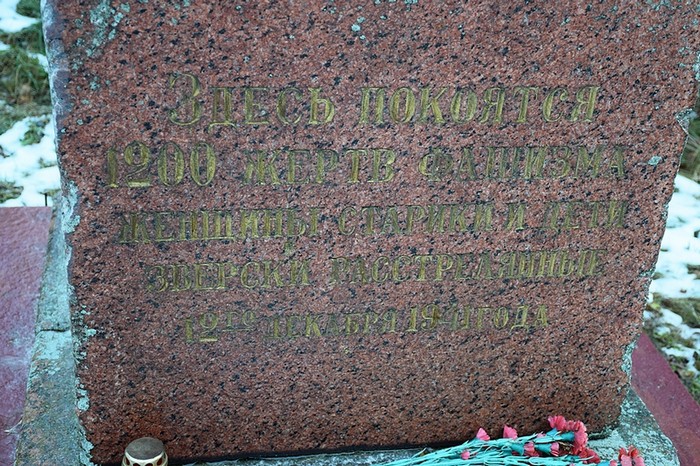 Здесь покоятся
1200 жертв фашизма
женщины старики и дети
зверски расстрелянные
12го декабря 1941 года